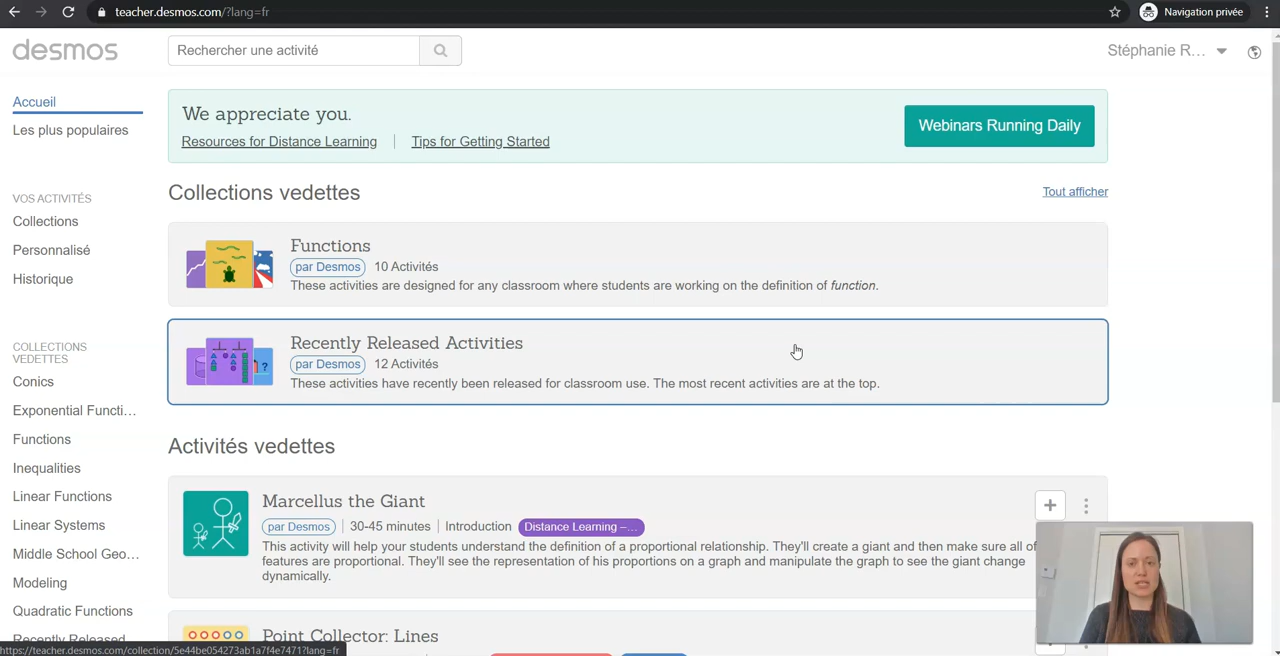 teacher.desmos.com/?lang=fr
Navigation privée
desmos
Rechercher une activité
Stéphanie R...
Accueil
Les plus populaires
VOS ACTIVITÉS
Collections
Personnalisé
Historique
COLLECTIONS
VEDETTES
Conics
Exponential Functi...
Functions
Inequalities
Linear Functions
Linear Systems
Middle School Geo...
Modeling
Quadratic Functions
Recently Released
We appreciate you.
Resources for Distance Learning | Tips for Getting Started
Webinars Running Daily
Collections vedettes
Tout afficher
Functions
par Desmos 10 Activités
These activities are designed for any classroom where students are working on the definition of function.
Recently Released Activities
par Desmos 12 Activités
These activities have recently been released for classroom use. The most recent activities are at the top.
Activités vedettes
Marcellus the Giant
par Desmos | 30-45 minutes | Introduction Distance Learning –...
This activity will help your students understand the definition of a proportional relationship. They'll create a giant and then make sure all of
features are proportional. They'll see the representation of his proportions on a graph and manipulate the graph to see the giant change
dynamically.
Point Collector: Lines
https://teacher.desmos.com/collection/5e44be054273ab1a7f4e7471?lang=fr